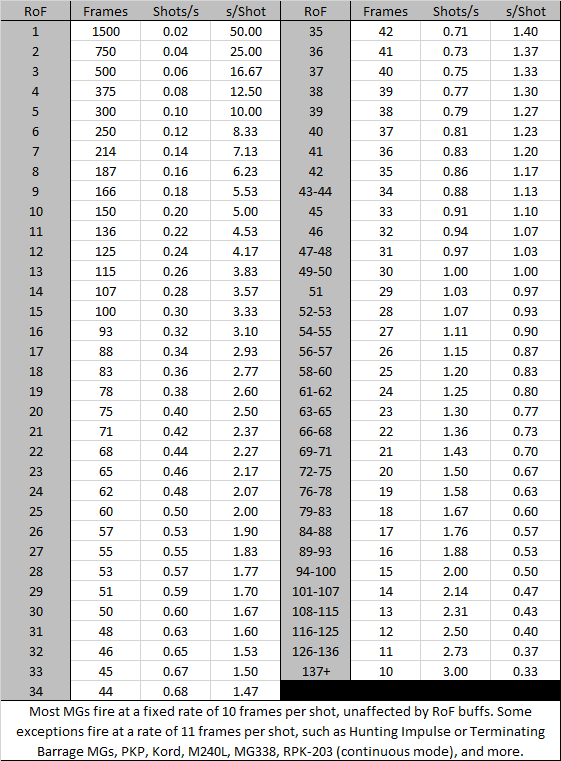 RoF Frames Shots/s s/Shot RoF Frames Shots/s s/Shot
1 1500 0.02 50.00 35 42 0.71 1.40
2 750 0.04 25.00 36 41 0.73 1.37
3 500 0.06 16.67 37 40 0.75 1.33
4 375 0.08 12.50 38 39 0.77 1.30
5 300 0.10 10.00 39 38 0.79 1.27
6 250 0.12 8.33 40 37 0.81 1.23
7 214 0.14 7.13 41 36 0.83 1.20
8 187 0.16 6.23 42 35 0.86 1.17
9 166 0.18 5.53 43-44 34 0.88 1.13
10 150 0.20 5.00 45 33 0.91 1.10
11 136 0.22 4.53 46 32 0.94 1.07
12 125 0.24 4.17 47-48 31 0.97 1.03
13 115 0.26 3.83 49-50 30 1.00 1.00
14 107 0.28 3.57 51 29 1.03 0.97
15 100 0.30 3.33 52-53 28 1.07 0.93
16 93 0.32 3.10 54-55 27 1.11 0.90
17 88 0.34 2.93 56-57 26 1.15 0.87
18 83 0.36 2.77 58-60 25 1.20 0.83
19 78 0.38 2.60 61-62 24 1.25 0.80
20 75 0.40 2.50 63-65 23 1.30 0.77
21 71 0.42 2.37 66-68 22 1.36 0.73
22 68 0.44 2.27 69-71 21 1.43 0.70
23 65 0.46 2.17 72-75 20 1.50 0.67
24 62 0.48 2.07 76-78 19 1.58 0.63
25 60 0.50 2.00 79-83 18 1.67 0.60
26 57 0.53 1.90 84-88 17 1.76 0.57
27 55 0.55 1.83 89-93 16 1.88 0.53
28 53 0.57 1.77 94-100 15 2.00 0.50
29 51 0.59 1.70 101-107 14 2.14 0.47
30 50 0.60 1.67 108-115 13 2.31 0.43
31 48 0.63 1.60 116-125 12 2.50 0.40
32 46 0.65 1.53 126-136 11 2.73 0.37
33 45 0.67 1.50 137+ 10 3.00 0.33
34 44 0.68 1.47
Most MGs fire at a fixed rate of 10 frames per shot, unaffected by RoF buffs. Some
exceptions fire at a rate of 11 frames per shot, such as Hunting Impulse or Terminating
Barrage MGs, PKP, Kord, M240L, MG338, RPK-203 (continuous mode), and more.